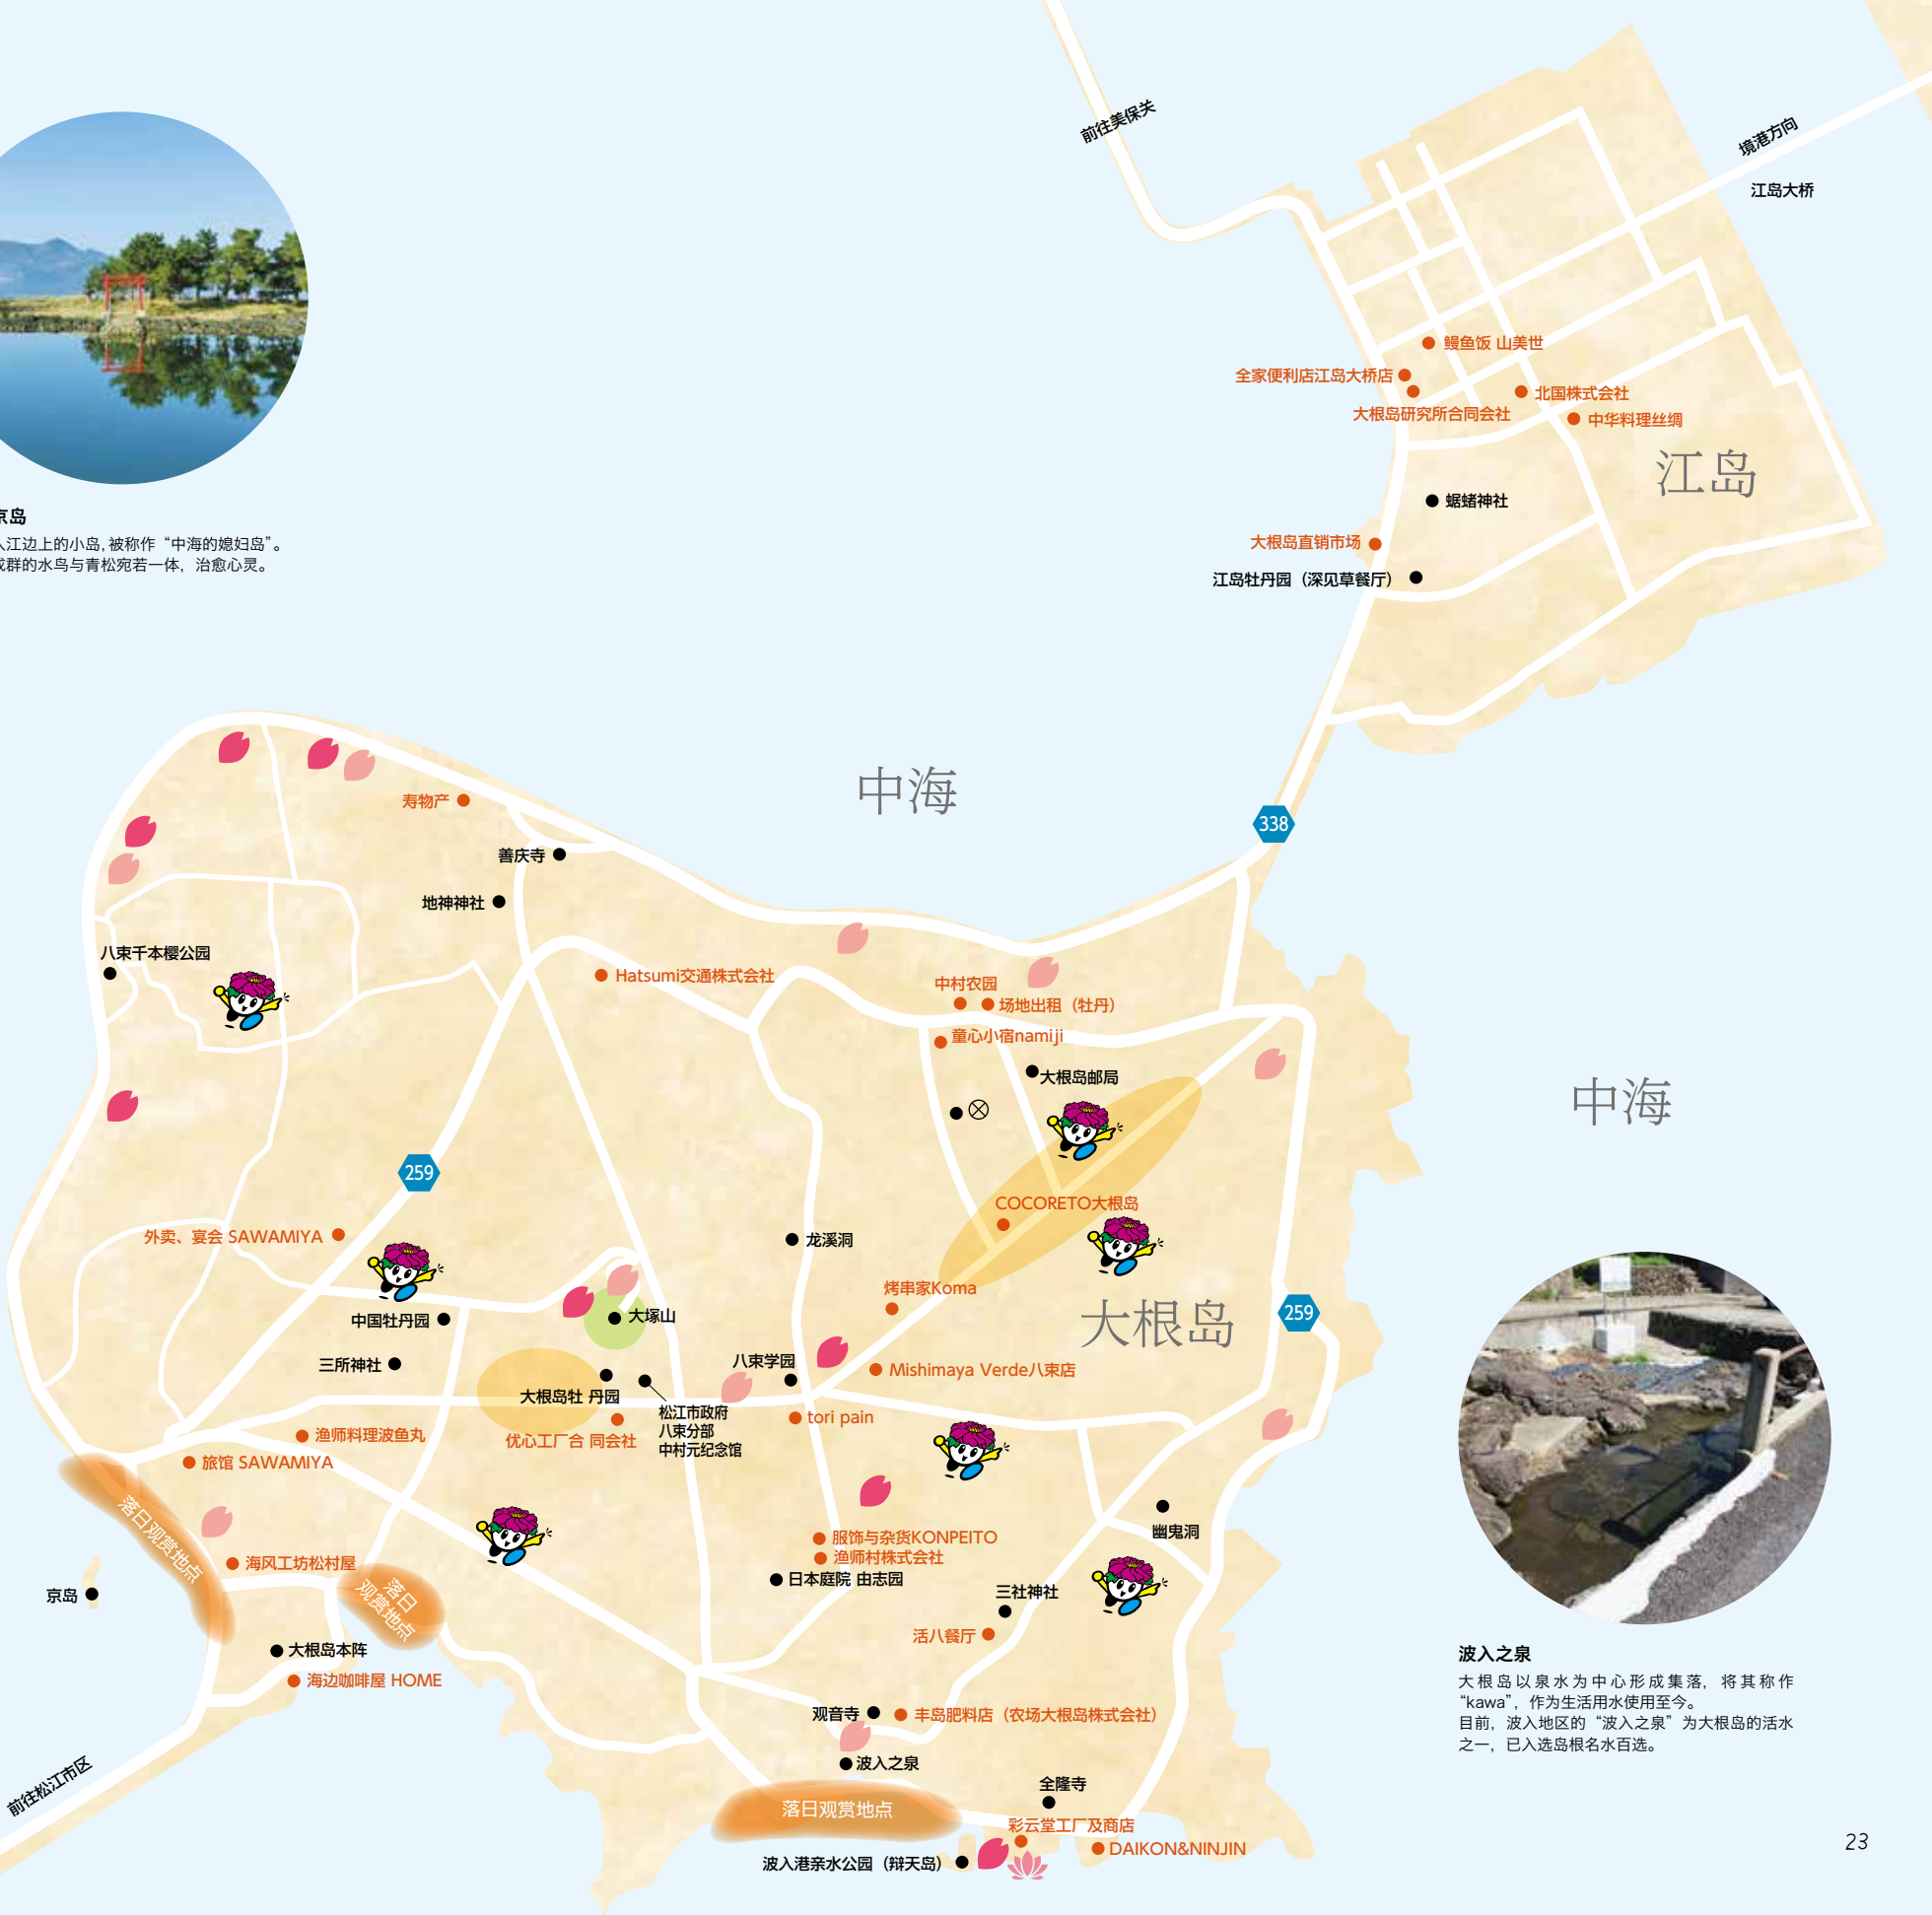 前往美保关
境港方向
江岛大桥
鳗鱼饭 山美世
全家便利店江岛大桥店
大根岛研究所合同会社
北国株式会社
中华料理丝绸
江岛
蜛蝫神社
大根岛直销市场
江岛牡丹园（深见草餐厅）
京岛
入江边上的小岛，被称作“中海的媳妇岛”。
成群的水鸟与青松宛若一体，治愈心灵。
中海
338
寿物产
善庆寺
地神神社
八束千本樱公园
Hatsumi交通株式会社
中村农园
场地出租（牡丹）
童心小宿namiji
大根岛邮局
中海
259
COCORETO大根岛
外卖、宴会 SAWAMIYA
龙溪洞
烤串家Koma
大根岛
259
中国牡丹园
大塚山
三所神社
八束学园
Mishimaya Verde八束店
大根岛牡 丹园
松江市政府
八束分部
中村元纪念馆
tori pain
优心工厂合 同会社
渔师料理波鱼丸
旅馆 SAWAMIYA
落日观赏地点
幽鬼洞
服饰与杂货KONPEITO
渔师村株式会社
海风工坊松村屋
日本庭院 由志园
落日
观赏地点
京岛
三社神社
活八餐厅
大根岛本阵
海边咖啡屋 HOME
观音寺
丰岛肥料店（农场大根岛株式会社）
波入之泉
前往松江市区
全隆寺
落日观赏地点
彩云堂工厂及商店
DAIKON&NINJIN
波入港亲水公园（辩天岛）
波入之泉
大根岛以泉水为中心形成集落，将其称作
“kawa”，作为生活用水使用至今。
目前，波入地区的“波入之泉”为大根岛的活水
之一，已入选岛根名水百选。
23